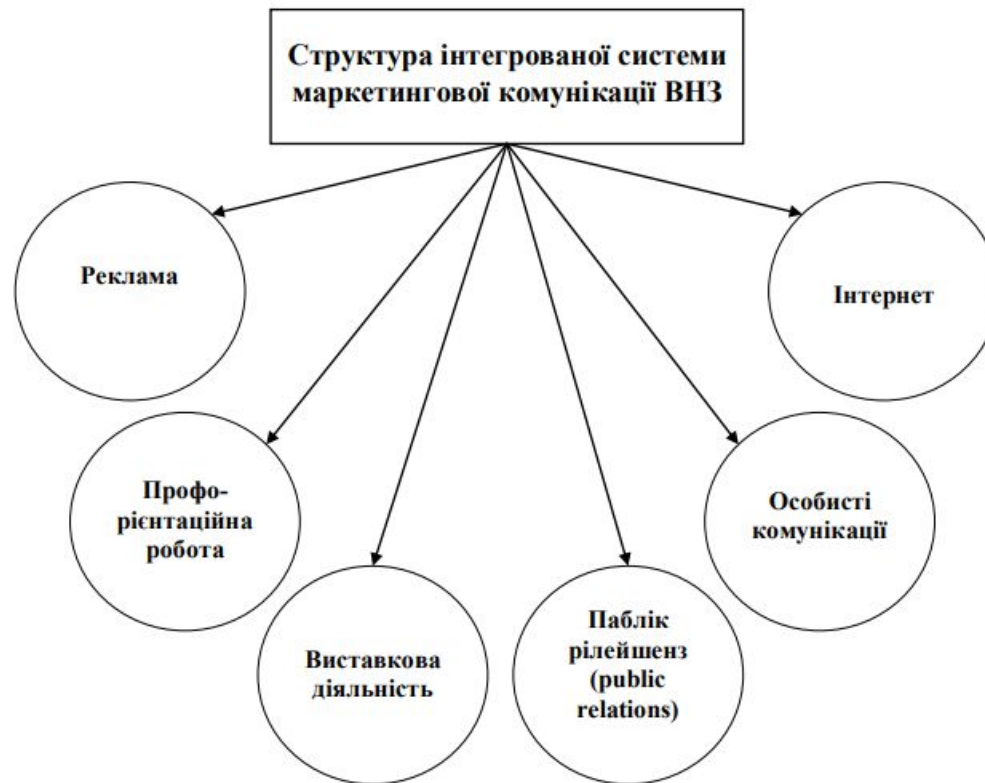 Структура інтегрованої системи
маркетингової комунікації ВНЗ
Реклама
Інтернет
Профо-
рієнтаційна
робота
Особисті
комунікації
Виставкова
діяльність
Паблік
рілейшенз
(public
relations)